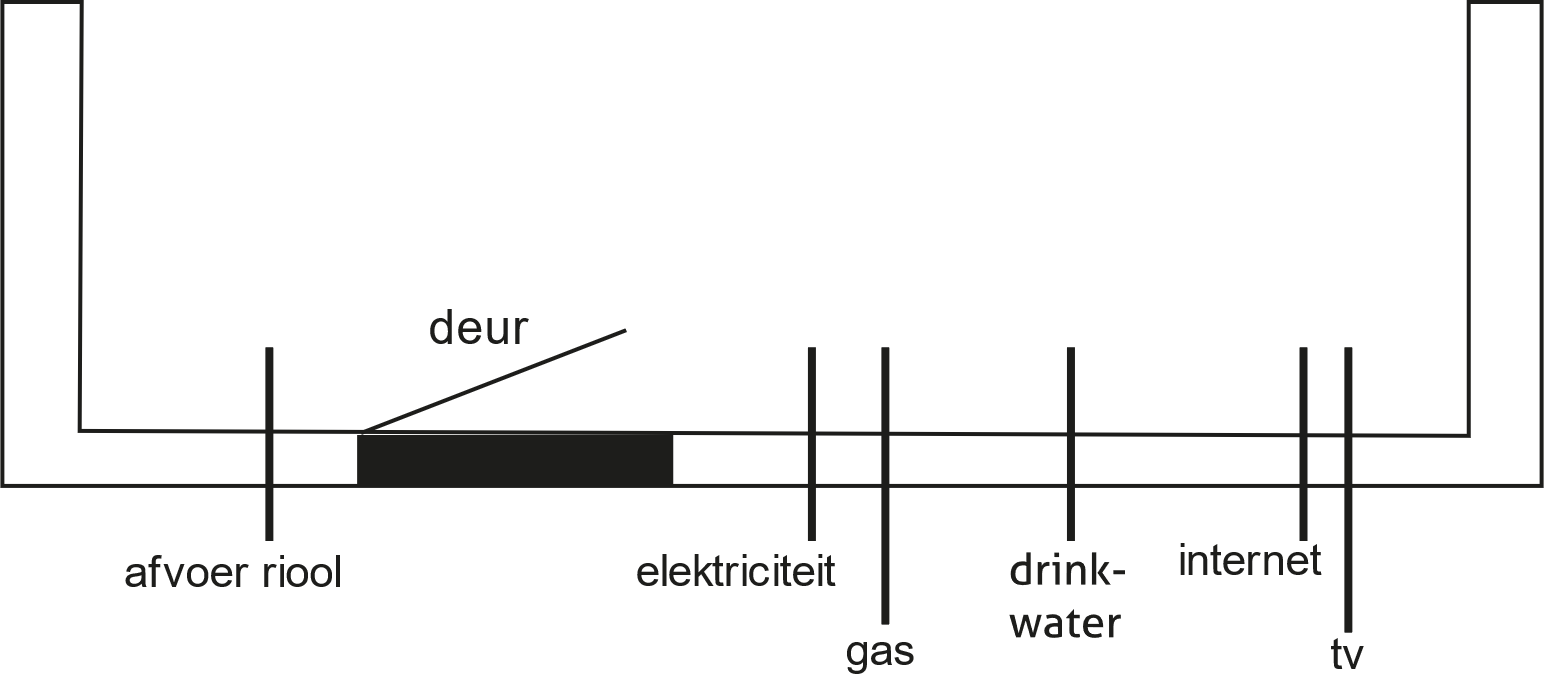 deur
afvoer riool
elektriciteit
gas
drink-
water
internet
tv